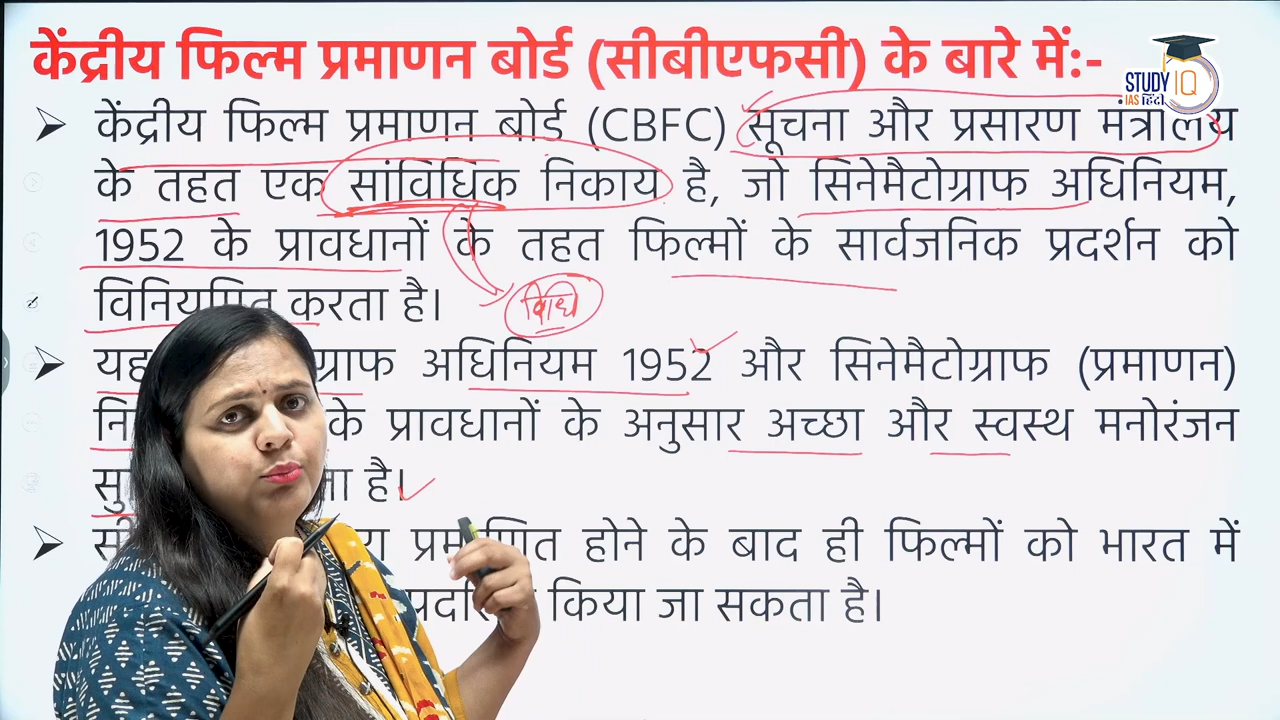 केंद्रीय फिल्म प्रमाणन बोर्ड (सीबीएफसी) के बारे में:-
STUDY IQ
IAS हिंदी
केंद्रीय फिल्म प्रमाणन बोर्ड (CBFC) सूचना और प्रसारण मंत्रालय
के तहत एक सांविधिक निकाय है, जो सिनेमैटोग्राफ अधिनियम,
1952 के प्रावधानों के तहत फिल्मों के सार्वजनिक प्रदर्शन को
विनियमित करता है।
विधि
यह अधिनियम 1952 और सिनेमैटोग्राफ (प्रमाणन)
के प्रावधानों के अनुसार अच्छा और स्वस्थ मनोरंजन
है।
होने के बाद ही फिल्मों को भारत में
किया जा सकता है।